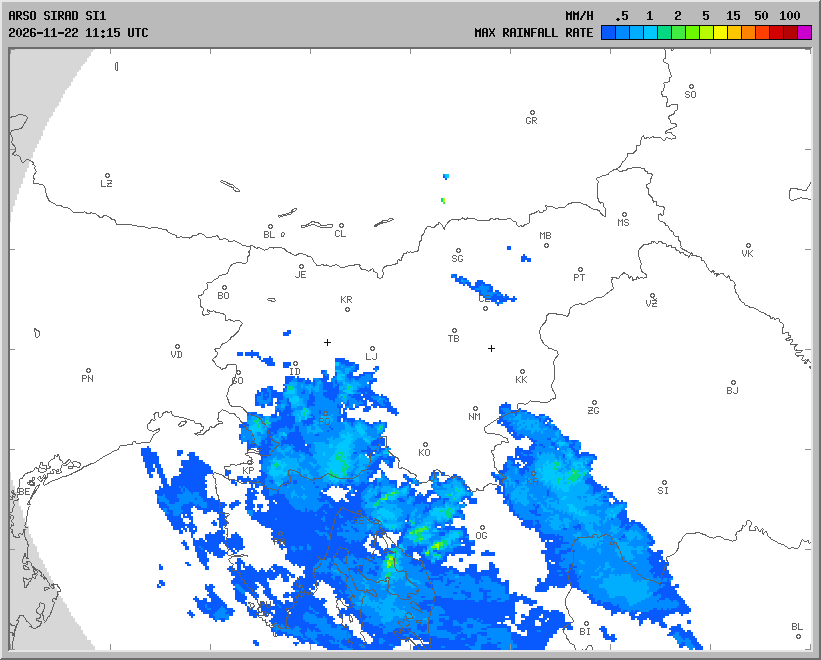 ARSO SIRAD SI1
2026-11-22 11:15 UTC
MM/H .5 1 2 5 15 50 100
MAX RAINFALL RATE
SO
GR
LZ
MS
BL
CL
MB
SG
VK
JE
PT
BO
KR
VŽ
TB
VD
LJ
ID
GO
KK
PN
BJ
ZG
NM
KO
KP
SI
BE
OG
BI
BL